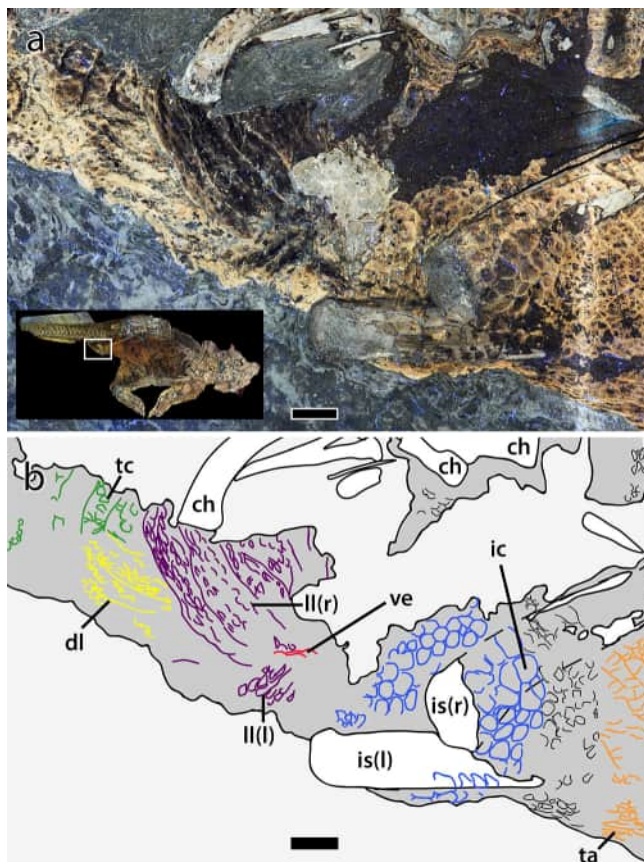 a
b
tc
ch
ch
ch
ll(r)
ve
ic
dl
ll(l)
is(r)
is(l)
ta